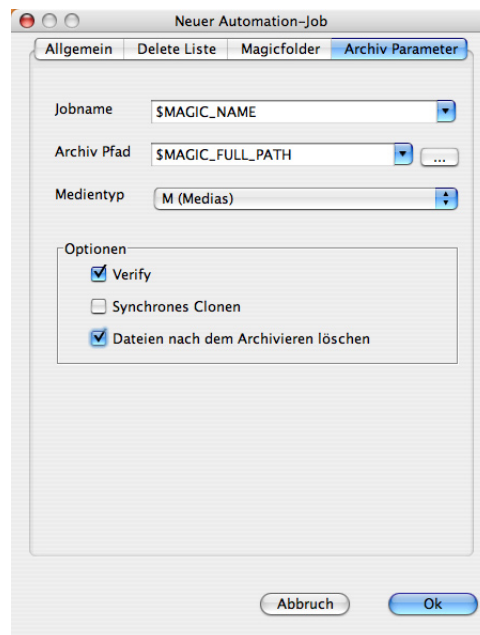 Neuer Automation-Job
Allgemein Delete Liste Magicfolder Archiv Parameter
Jobname $MAGIC_NAME
Archiv Pfad $MAGIC_FULL_PATH ...
Medientyp M (Medias)
Optionen
Verify
Synchrones Clonen
Dateien nach dem Archivieren löschen
Abbruch Ok